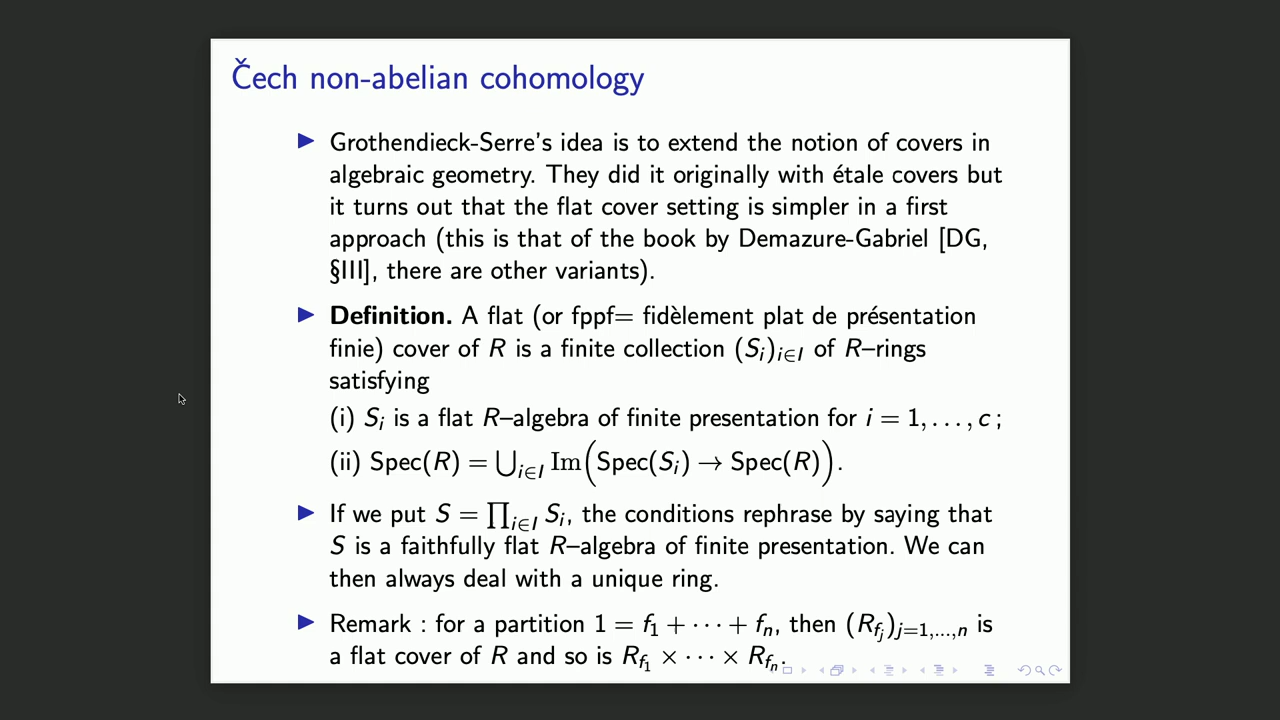 Čech non-abelian cohomology
▶ Grothendieck-Serre's idea is to extend the notion of covers in
algebraic geometry. They did it originally with étale covers but
it turns out that the flat cover setting is simpler in a first
approach (this is that of the book by Demazure-Gabriel [DG,
§III], there are other variants).
▶ Definition. A flat (or fppf= fidèlement plat de présentation
finie) cover of R is a finite collection (S_i)_{i∈I} of R–rings
satisfying
(i) S_i is a flat R–algebra of finite presentation for i = 1, . . . , c ;
(ii) Spec(R) = ⋃_{i∈I} Im(Spec(S_i) → Spec(R)).
▶ If we put S = ∏_{i∈I} S_i, the conditions rephrase by saying that
S is a faithfully flat R–algebra of finite presentation. We can
then always deal with a unique ring.
▶ Remark : for a partition 1 = f_1 + · · · + f_n, then (R_{f_j})_{j=1,...,n} is
a flat cover of R and so is R_{f_1} × · · · × R_{f_n}.